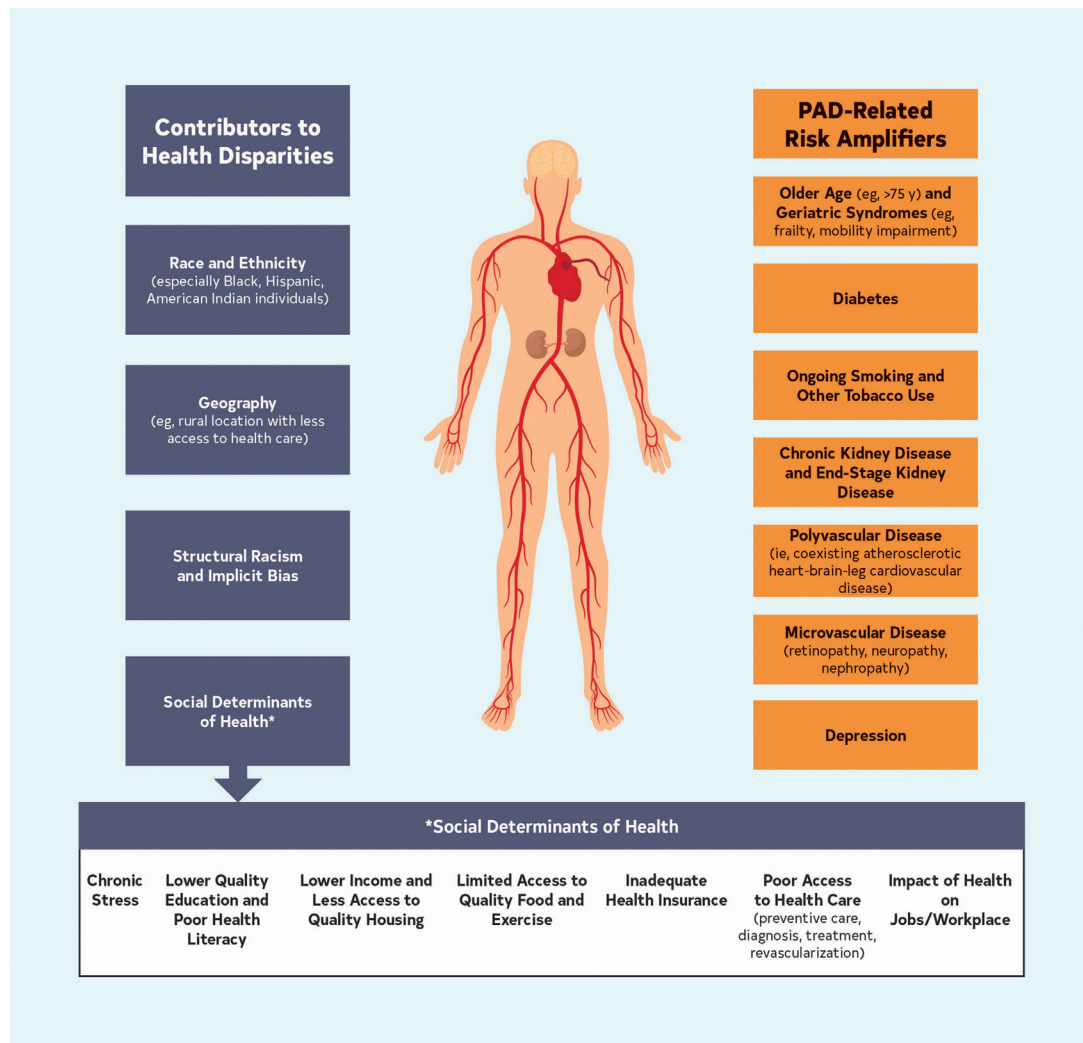 Contributors to
Health Disparities
Race and Ethnicity
(especially Black, Hispanic,
American Indian individuals)
Geography
(eg, rural location with less
access to health care)
Structural Racism
and Implicit Bias
Social Determinants
of Health*
PAD-Related
Risk Amplifiers
Older Age (eg, >75 y) and
Geriatric Syndromes (eg,
frailty, mobility impairment)
Diabetes
Ongoing Smoking and
Other Tobacco Use
Chronic Kidney Disease
and End-Stage Kidney
Disease
Polyvascular Disease
(ie, coexisting atherosclerotic
heart-brain-leg cardiovascular
disease)
Microvascular Disease
(retinopathy, neuropathy,
nephropathy)
Depression
*Social Determinants of Health
Chronic
Stress
Lower Quality
Education and
Poor Health
Literacy
Lower Income and
Less Access to
Quality Housing
Limited Access to
Quality Food and
Exercise
Inadequate
Health Insurance
Poor Access
to Health Care
(preventive care,
diagnosis, treatment,
revascularization)
Impact of Health
on
Jobs/Workplace